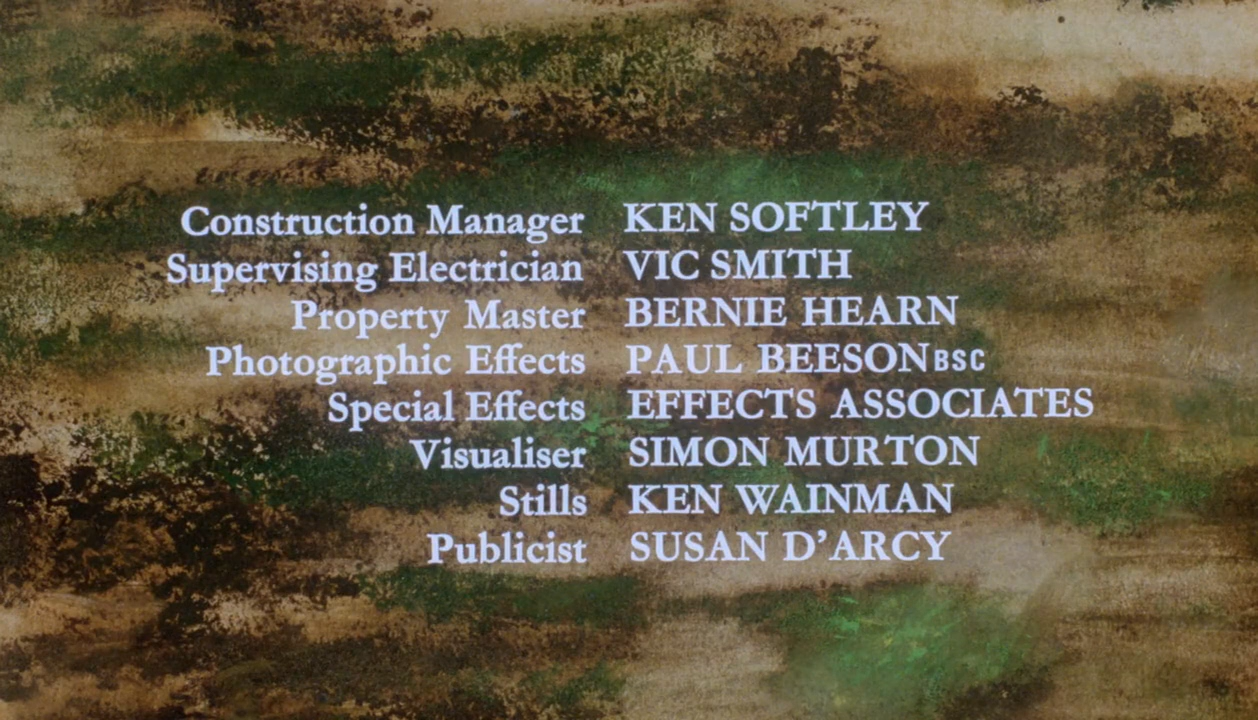 Construction Manager KEN SOFTLEY
Supervising Electrician VIC SMITH
Property Master BERNIE HEARN
Photographic Effects PAUL BEESON BSC
Special Effects EFFECTS ASSOCIATES
Visualiser SIMON MURTON
Stills KEN WAINMAN
Publicist SUSAN D'ARCY